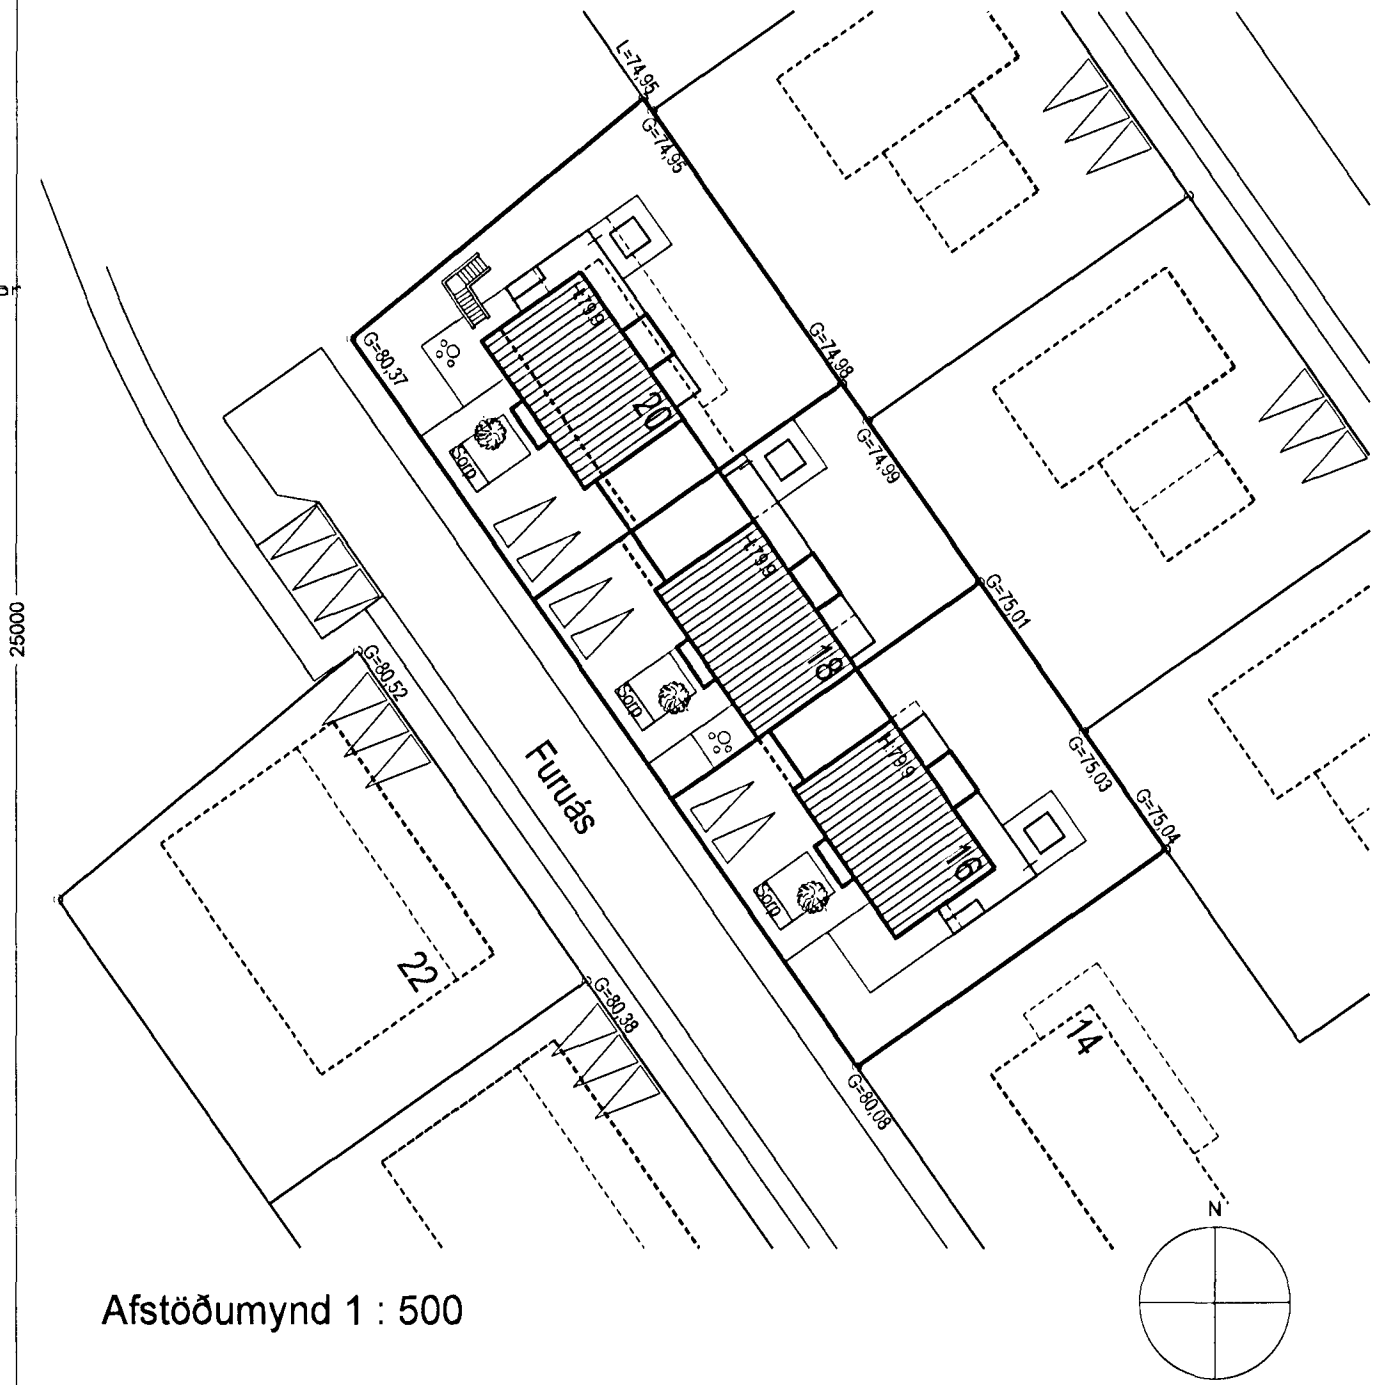 L=74,95
G=74,95
G=80,37
H:79,9
20
Sorp
G=74,98
G=74,99
H:79,9
18
Sorp
G=75,01
25000
G=80,52
Furuás
H:79,9
16
Sorp
G=75,03
G=75,04
22
G=80,38
14
G=80,08
N
Afstöðumynd 1 : 500